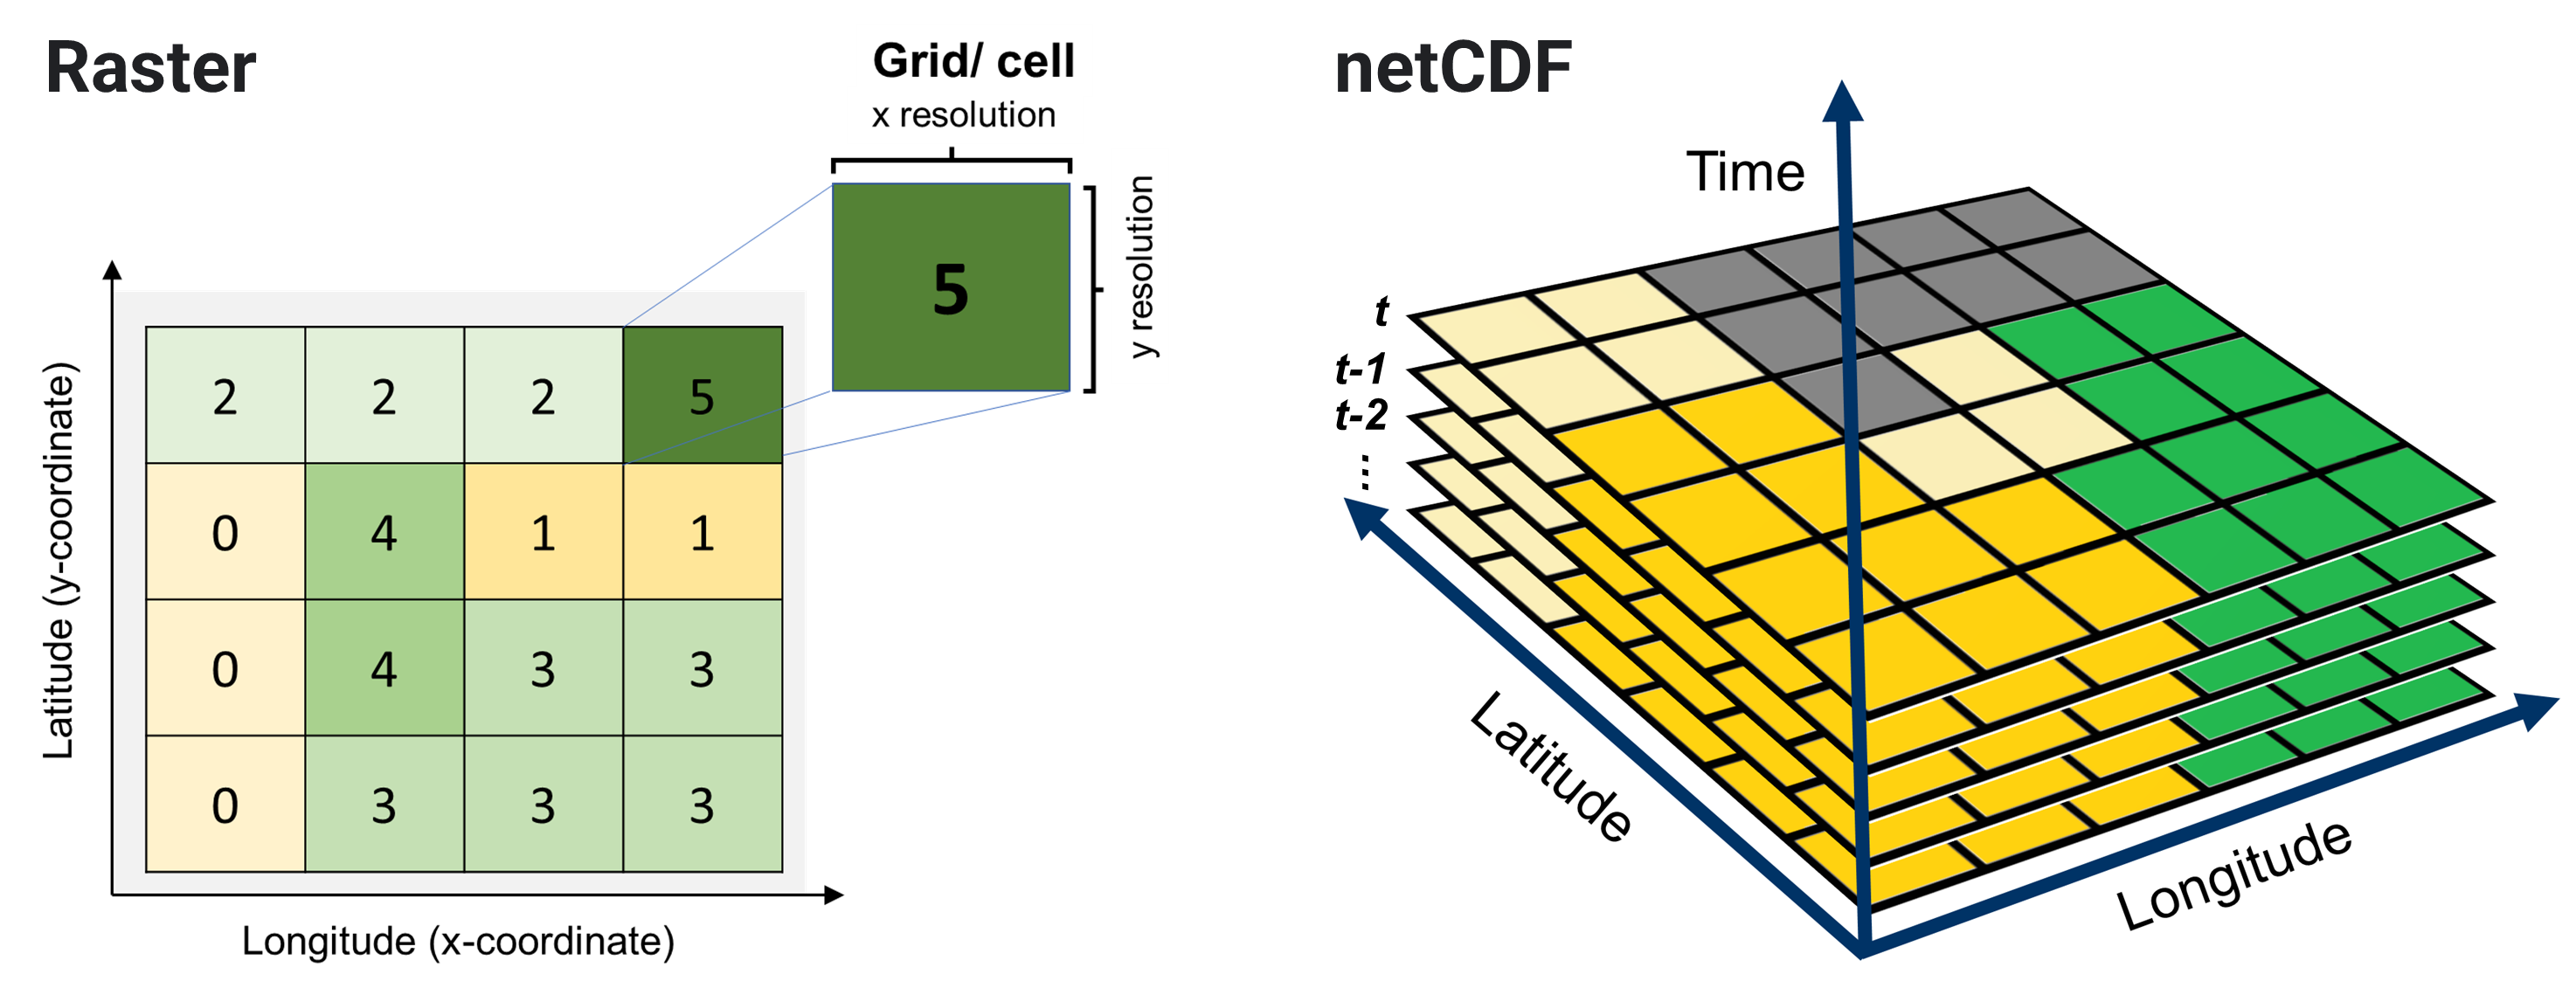 Raster
Grid/ cell
x resolution
5
y resolution
Latitude (y-coordinate)
2 2 2 5
0 4 1 1
0 4 3 3
0 3 3 3
Longitude (x-coordinate)
netCDF
Time
t
t-1
t-2
...
Latitude
Longitude